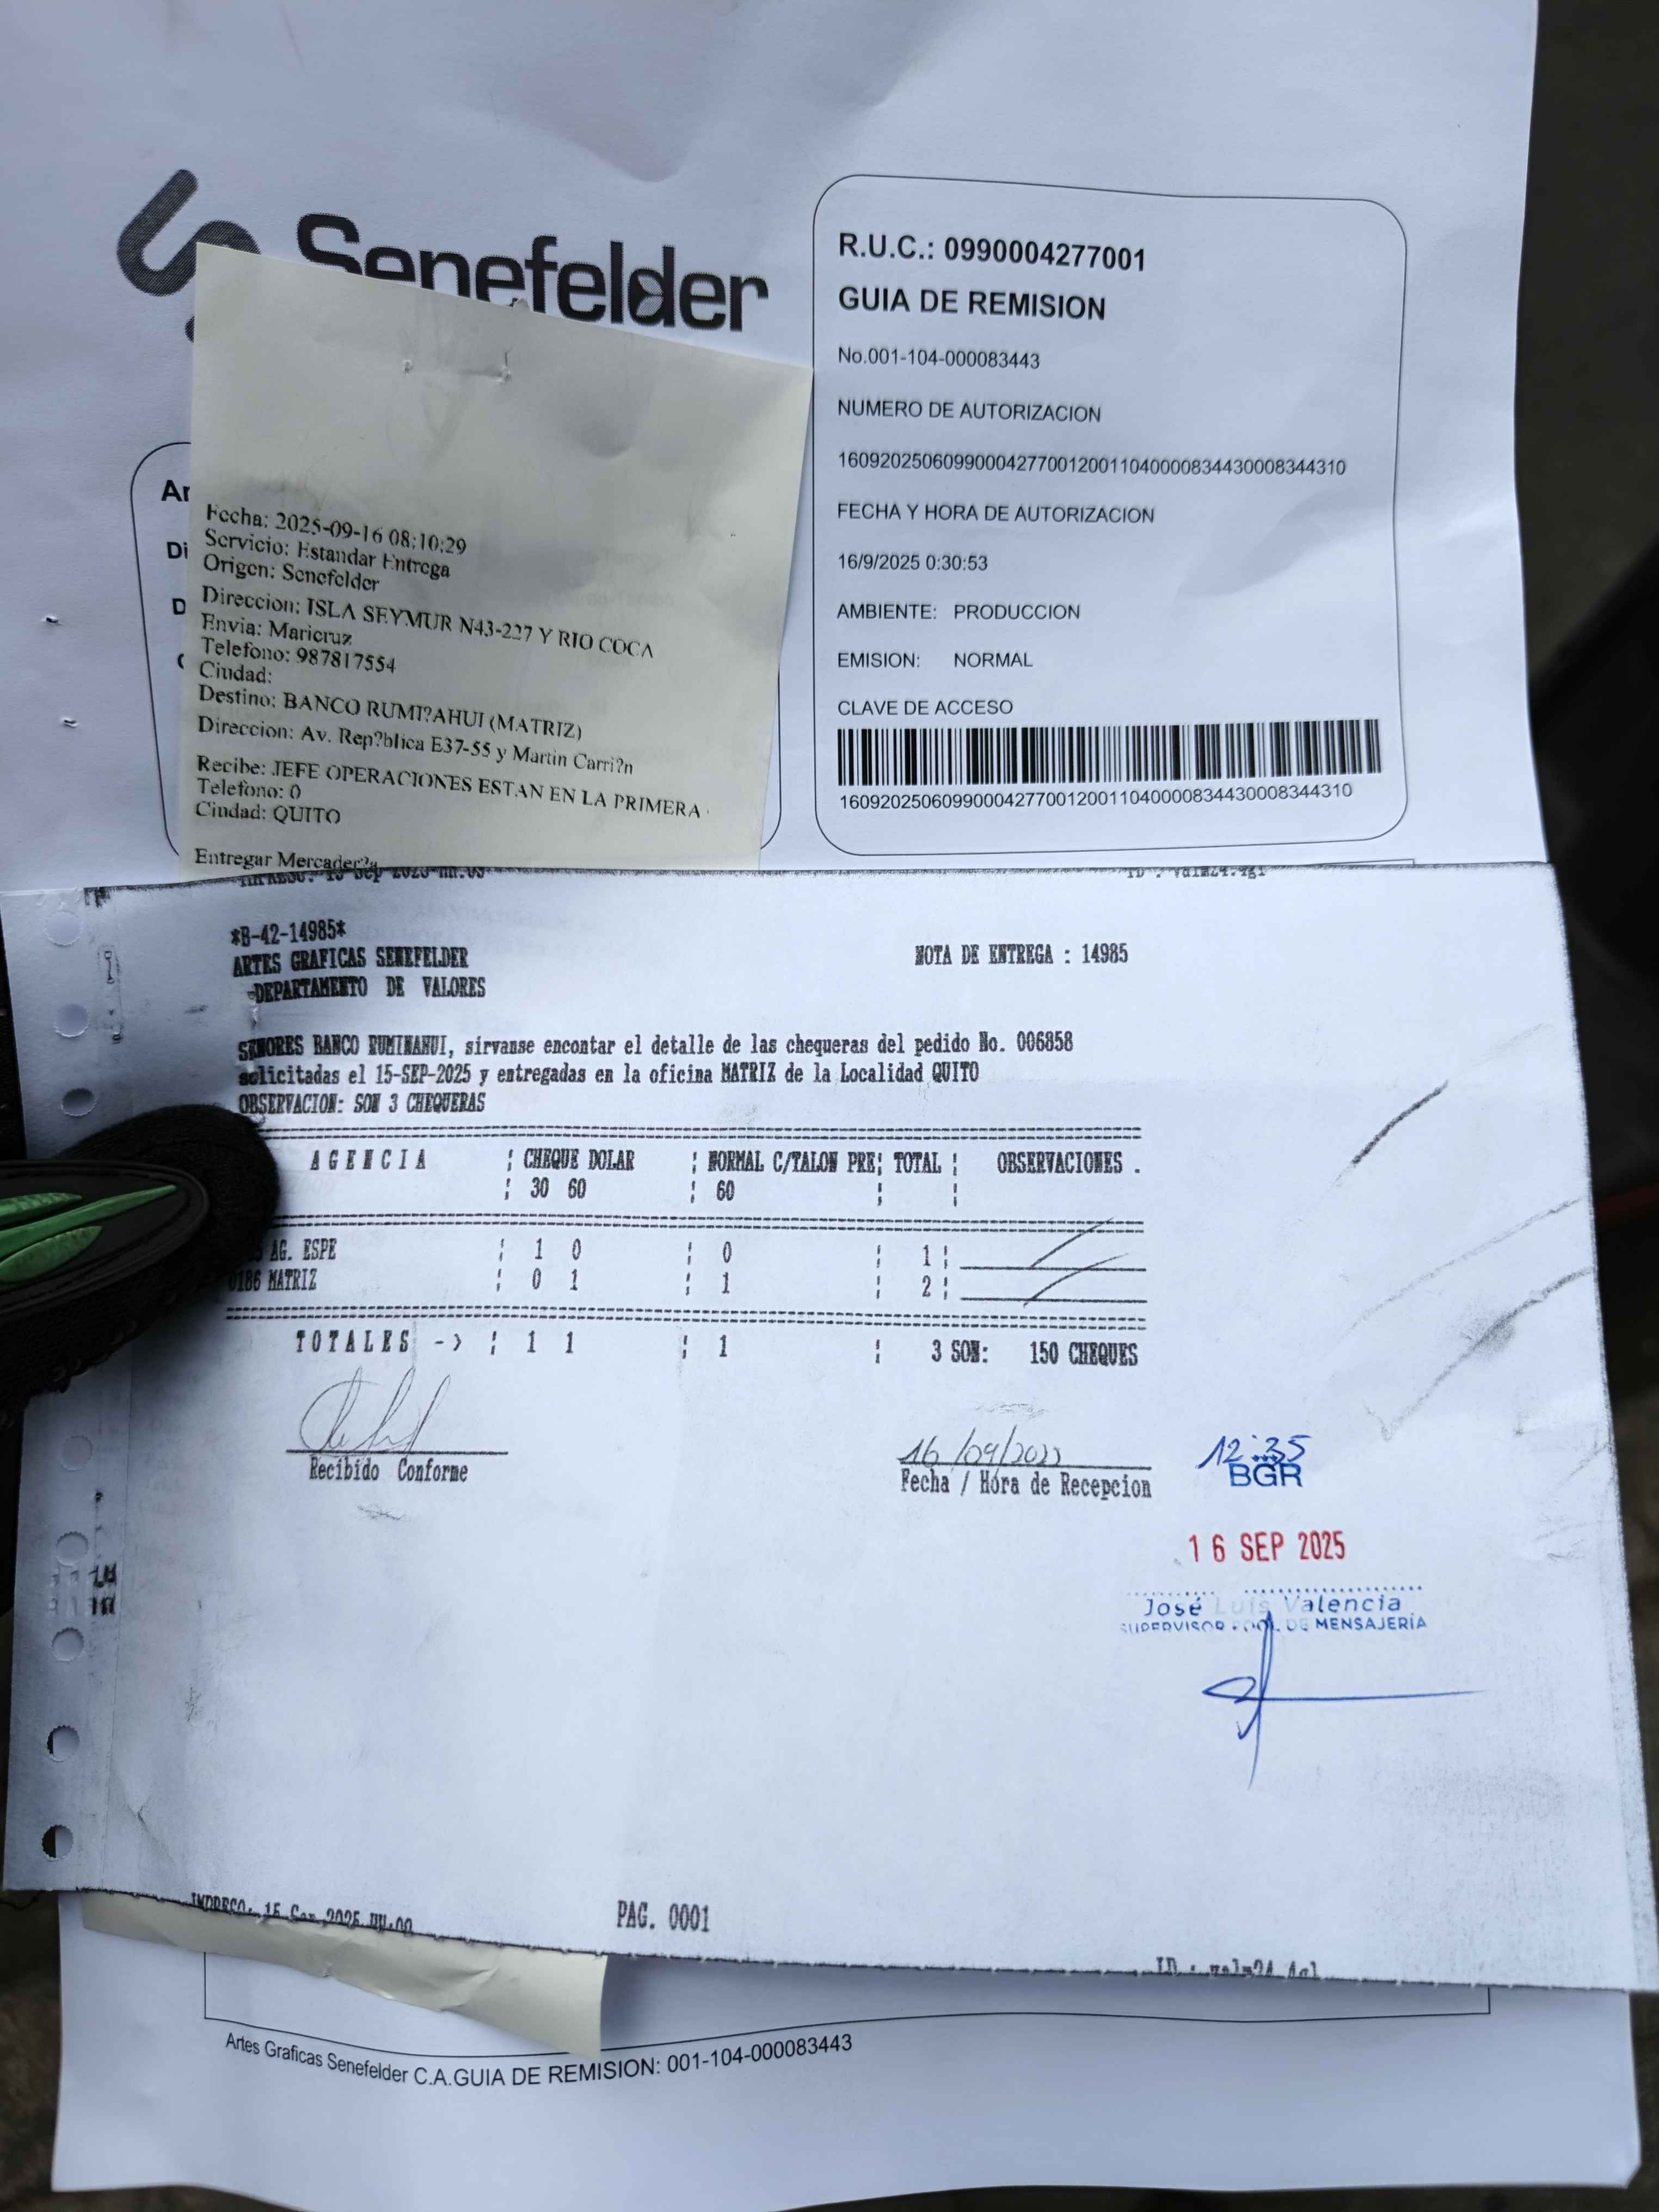 Senefelder
R.U.C.: 0990004277001
GUIA DE REMISION
No.001-104-000083443
NUMERO DE AUTORIZACION
1609202506099000427700120011040000834430008344310
FECHA Y HORA DE AUTORIZACION
16/9/2025 0:30:53
AMBIENTE: PRODUCCION
EMISION: NORMAL
CLAVE DE ACCESO
1609202506099000427700120011040000834430008344310
Fecha: 2025-09-16 08:10:29
Servicio: Estandar Entrega
Origen: Senefelder
Direccion: ISLA SEYMUR N43-227 Y RIO COCA
Envia: Maricruz
Telefono: 987817554
Ciudad:
Destino: BANCO RUMI?AHUI (MATRIZ)
Direccion: Av. Rep?blica E37-55 y Martin Carri?n
Recibe: JEFE OPERACIONES ESTAN EN LA PRIMERA
Telefono: 0
Ciudad: QUITO
Entregar Mercader?a
*B-42-14985*
ARTES GRAFICAS SENEFELDER
NOTA DE ENTREGA : 14985
-DEPARTAMENTO DE VALORES
SENORES BANCO RUMINAHUI, sirvanse encontar el detalle de las chequeras del pedido No. 006858
solicitadas el 15-SEP-2025 y entregadas en la oficina MATRIZ de la Localidad QUITO
OBSERVACION: SON 3 CHEQUERAS
A G E N C I A ¦ CHEQUE DOLAR ¦ NORMAL C/TALON PRE¦ TOTAL ¦ OBSERVACIONES .
¦ 30 60 ¦ 60 ¦ ¦
AG. ESPE ¦ 1 0 ¦ 0 ¦ 1¦
0186 MATRIZ ¦ 0 1 ¦ 1 ¦ 2¦
T O T A L E S -> ¦ 1 1 ¦ 1 ¦ 3 SON: 150 CHEQUES
16/09/2025 12:35
Recibido Conforme
Fecha / Hora de Recepcion
BGR
16 SEP 2025
José Luis Valencia
SUPERVISOR POOL DE MENSAJERÍA
PAG. 0001
Artes Graficas Senefelder C.A.GUIA DE REMISION: 001-104-000083443